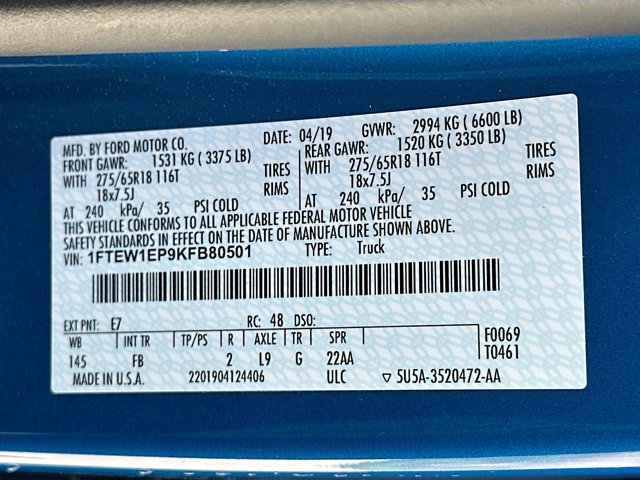 MFD. BY FORD MOTOR CO. DATE: 04/19 GVWR: 2994 KG ( 6600 LB)
FRONT GAWR: 1531 KG ( 3375 LB) REAR GAWR: 1520 KG ( 3350 LB)
WITH 275/65R18 116T TIRES WITH 275/65R18 116T TIRES
18x7.5J RIMS 18x7.5J RIMS
AT 240 kPa/ 35 PSI COLD AT 240 kPa/ 35 PSI COLD
THIS VEHICLE CONFORMS TO ALL APPLICABLE FEDERAL MOTOR VEHICLE
SAFETY STANDARDS IN EFFECT ON THE DATE OF MANUFACTURE SHOWN ABOVE.
VIN: 1FTEW1EP9KFB80501 TYPE: Truck
EXT PNT: E7 RC: 48 DSO:
WB INT TR TP/PS R AXLE TR SPR F0069
145 FB 2 L9 G 22AA T0461
MADE IN U.S.A. 2201904124406 ULC ▽ 5U5A-3520472-AA